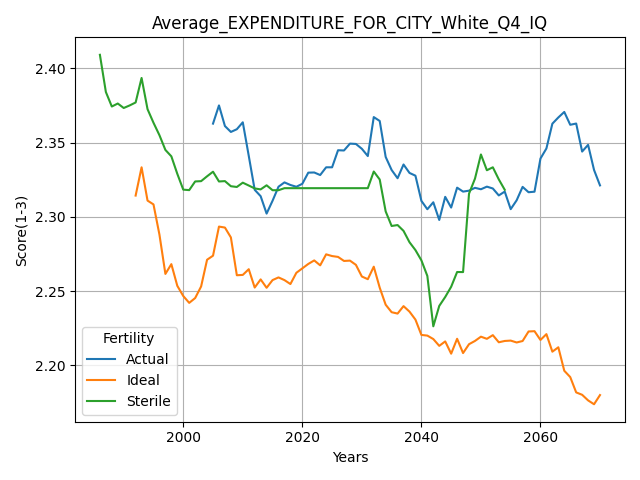 Average_EXPENDITURE_FOR_CITY_White_Q4_IQ
Score(1-3)
2.40
2.35
2.30
2.25
2.20
Fertility
Actual
Ideal
Sterile
2000
2020
2040
2060
Years